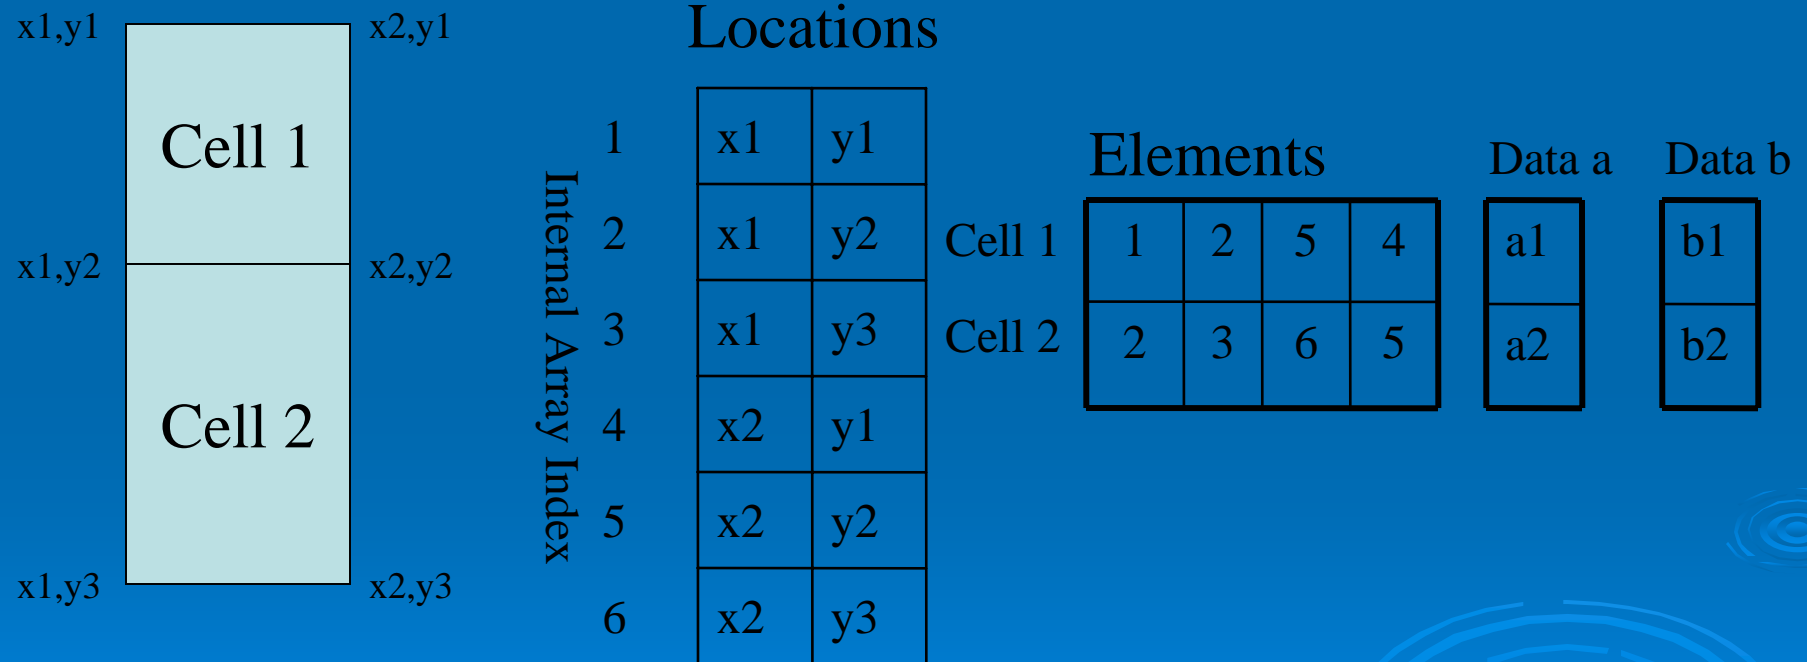 x1,y1 x2,y1
Cell 1
x1,y2 x2,y2
Cell 2
x1,y3 x2,y3
Locations
Internal Array Index
1 x1 y1
2 x1 y2
3 x1 y3
4 x2 y1
5 x2 y2
6 x2 y3
Elements
Cell 1 1 2 5 4
Cell 2 2 3 6 5
Data a
a1
a2
Data b
b1
b2